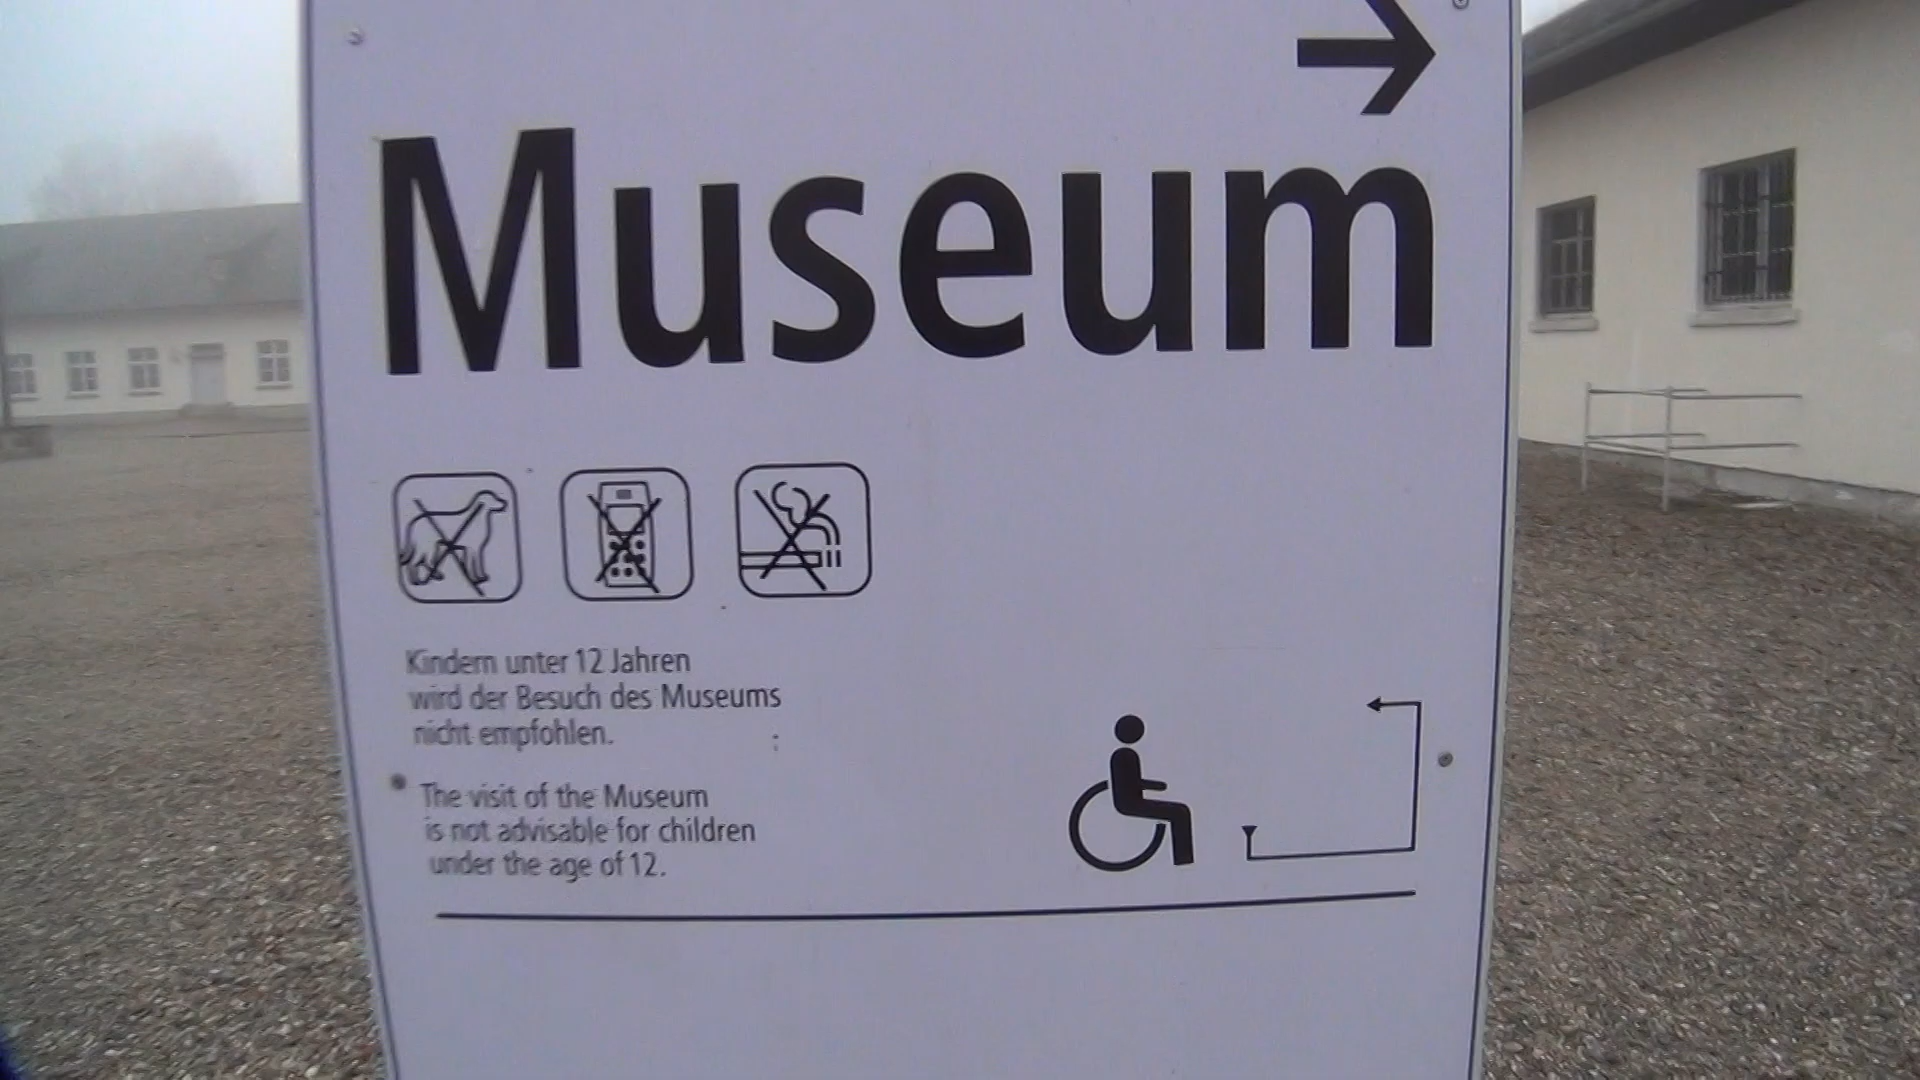 Museum
Kindern unter 12 Jahren
wird der Besuch des Museums
nicht empfohlen.
The visit of the Museum
is not advisable for children
under the age of 12.